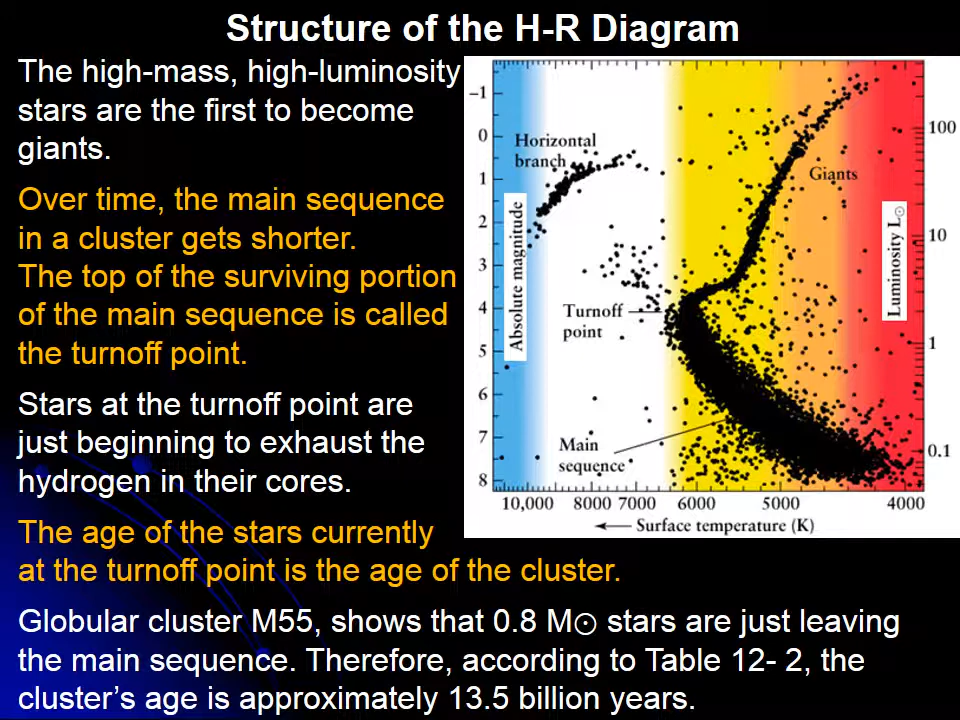 Structure of the H-R Diagram
The high-mass, high-luminosity
stars are the first to become
giants.
Over time, the main sequence
in a cluster gets shorter.
The top of the surviving portion
of the main sequence is called
the turnoff point.
Stars at the turnoff point are
just beginning to exhaust the
hydrogen in their cores.
The age of the stars currently
at the turnoff point is the age of the cluster.
Globular cluster M55, shows that 0.8 M⊙ stars are just leaving
the main sequence. Therefore, according to Table 12- 2, the
cluster’s age is approximately 13.5 billion years.
Absolute magnitude
–1
0
1
2
3
4
5
6
7
8
Horizontal
branch
Giants
Turnoff
point
Main
sequence
Luminosity L⊙
100
10
1
0.1
10,000 8000 7000 6000 5000 4000
← Surface temperature (K)